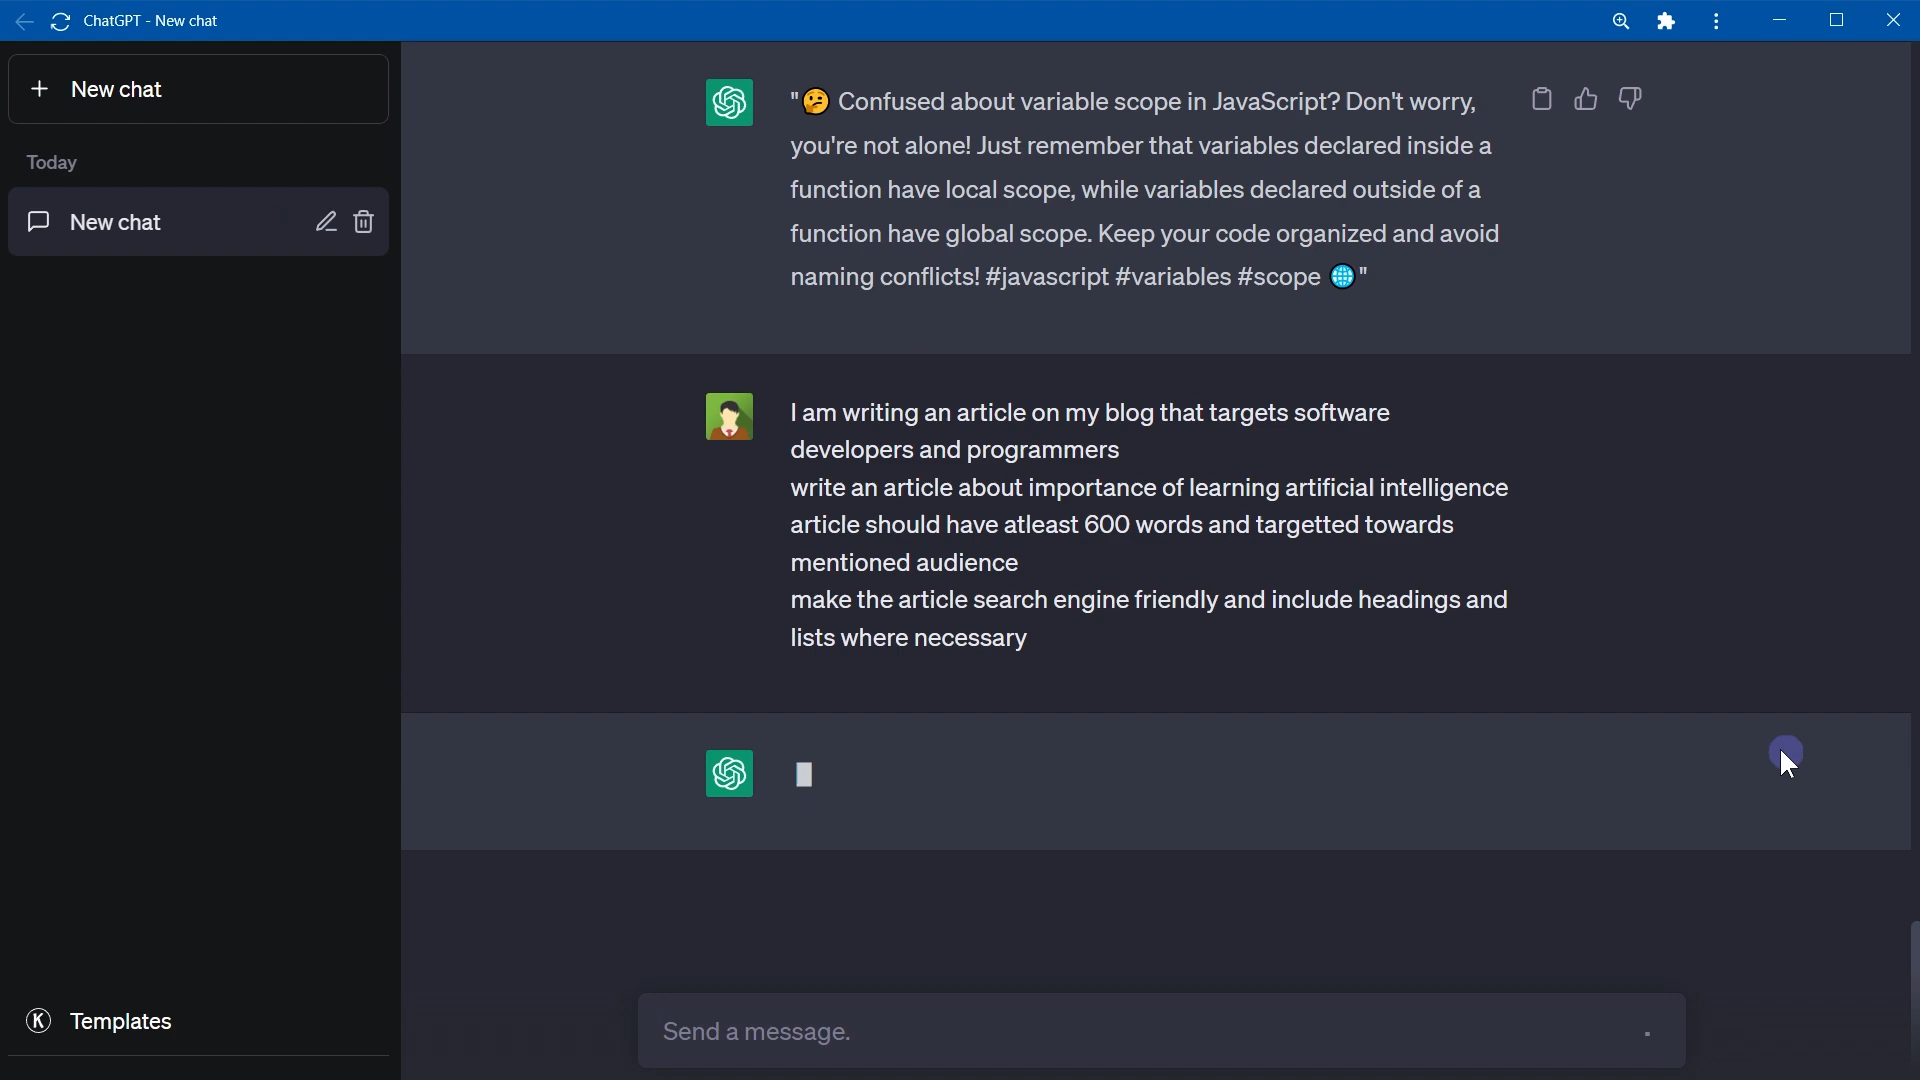 ChatGPT - New chat
New chat
Today
New chat
"🤔 Confused about variable scope in JavaScript? Don't worry,
you're not alone! Just remember that variables declared inside a
function have local scope, while variables declared outside of a
function have global scope. Keep your code organized and avoid
naming conflicts! #javascript #variables #scope 🌐"
I am writing an article on my blog that targets software
developers and programmers
write an article about importance of learning artificial intelligence
article should have atleast 600 words and targetted towards
mentioned audience
make the article search engine friendly and include headings and
lists where necessary
K Templates
Send a message.